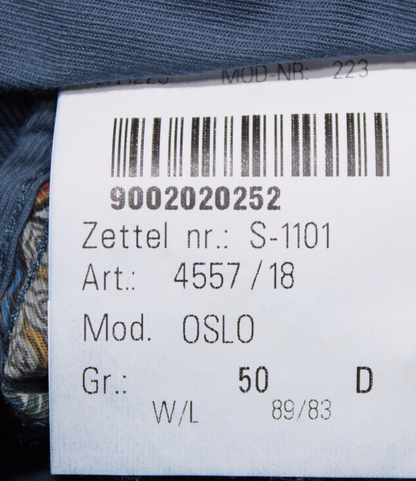 MOD-NR. 223
9002020252
Zettel nr.: S-1101
Art.: 4557/18
Mod. OSLO
Gr.: 50 D
W/L 89/83